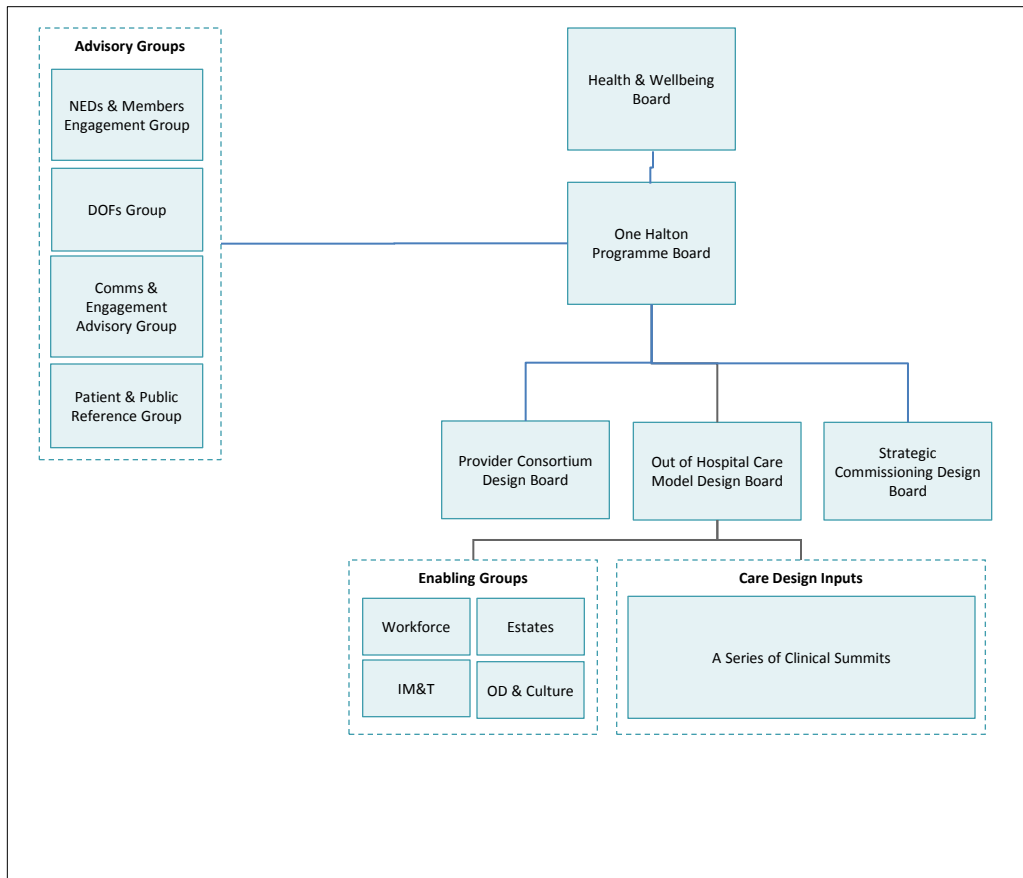 Advisory Groups
NEDs & Members
Engagement Group
DOFs Group
Comms &
Engagement
Advisory Group
Patient & Public
Reference Group
Health & Wellbeing
Board
One Halton
Programme Board
Provider Consortium
Design Board
Out of Hospital Care
Model Design Board
Strategic
Commissioning Design
Board
Enabling Groups
Workforce
Estates
IM&T
OD & Culture
Care Design Inputs
A Series of Clinical Summits